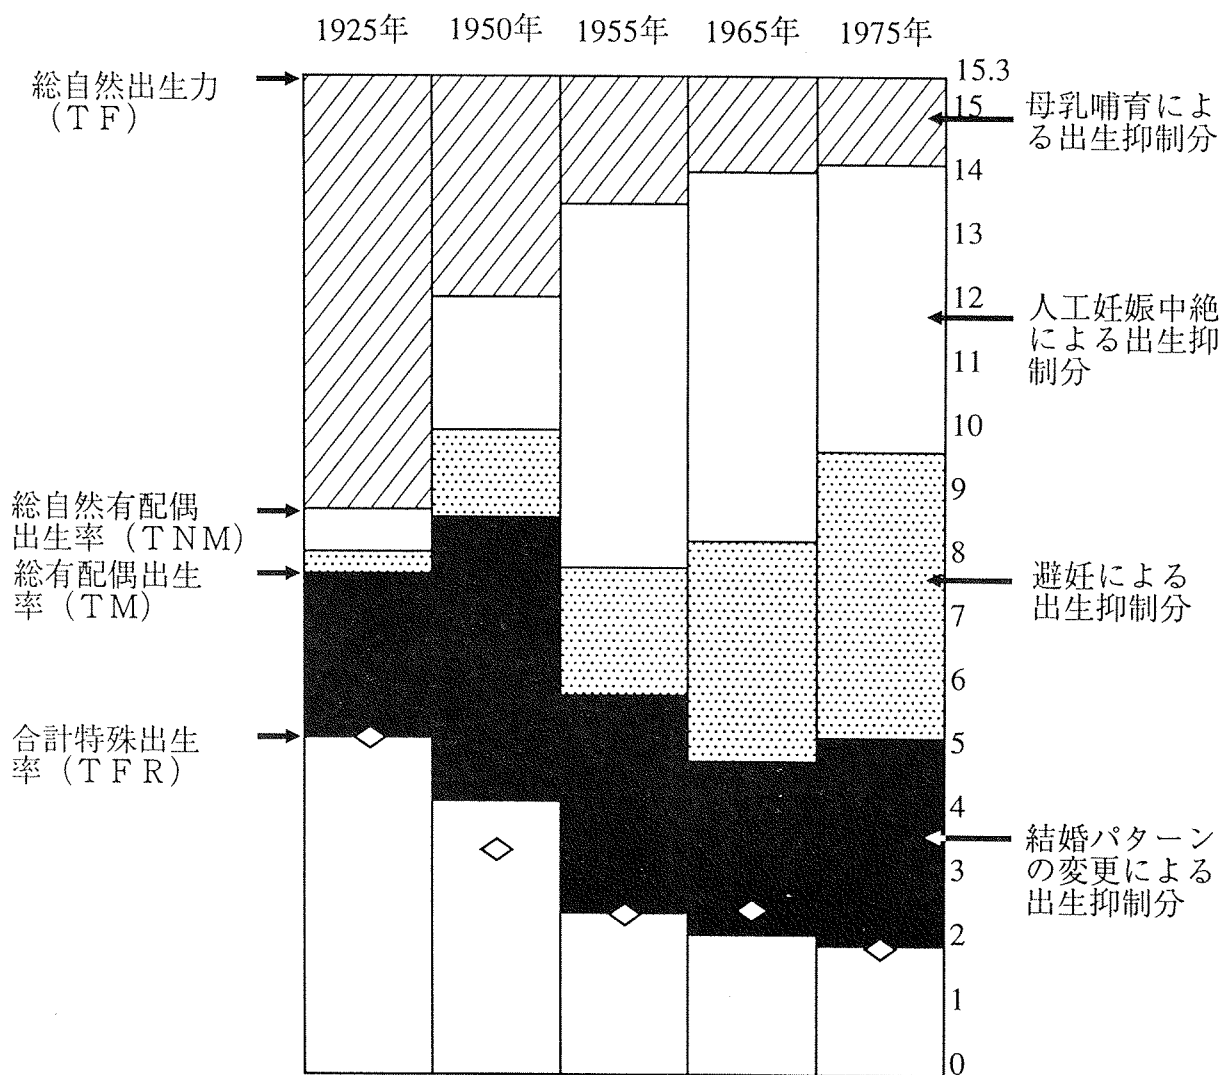 1925年 1950年 1955年 1965年 1975年
総自然出生力
(TF)
総自然有配偶
出生率(TNM)
総有配偶出生
率(TM)
合計特殊出生
率(TFR)
15.3
15
14
13
12
11
10
9
8
7
6
5
4
3
2
1
0
母乳哺育によ
る出生抑制分
人工妊娠中絶
による出生抑
制分
避妊による
出生抑制分
結婚パターン
の変更による
出生抑制分